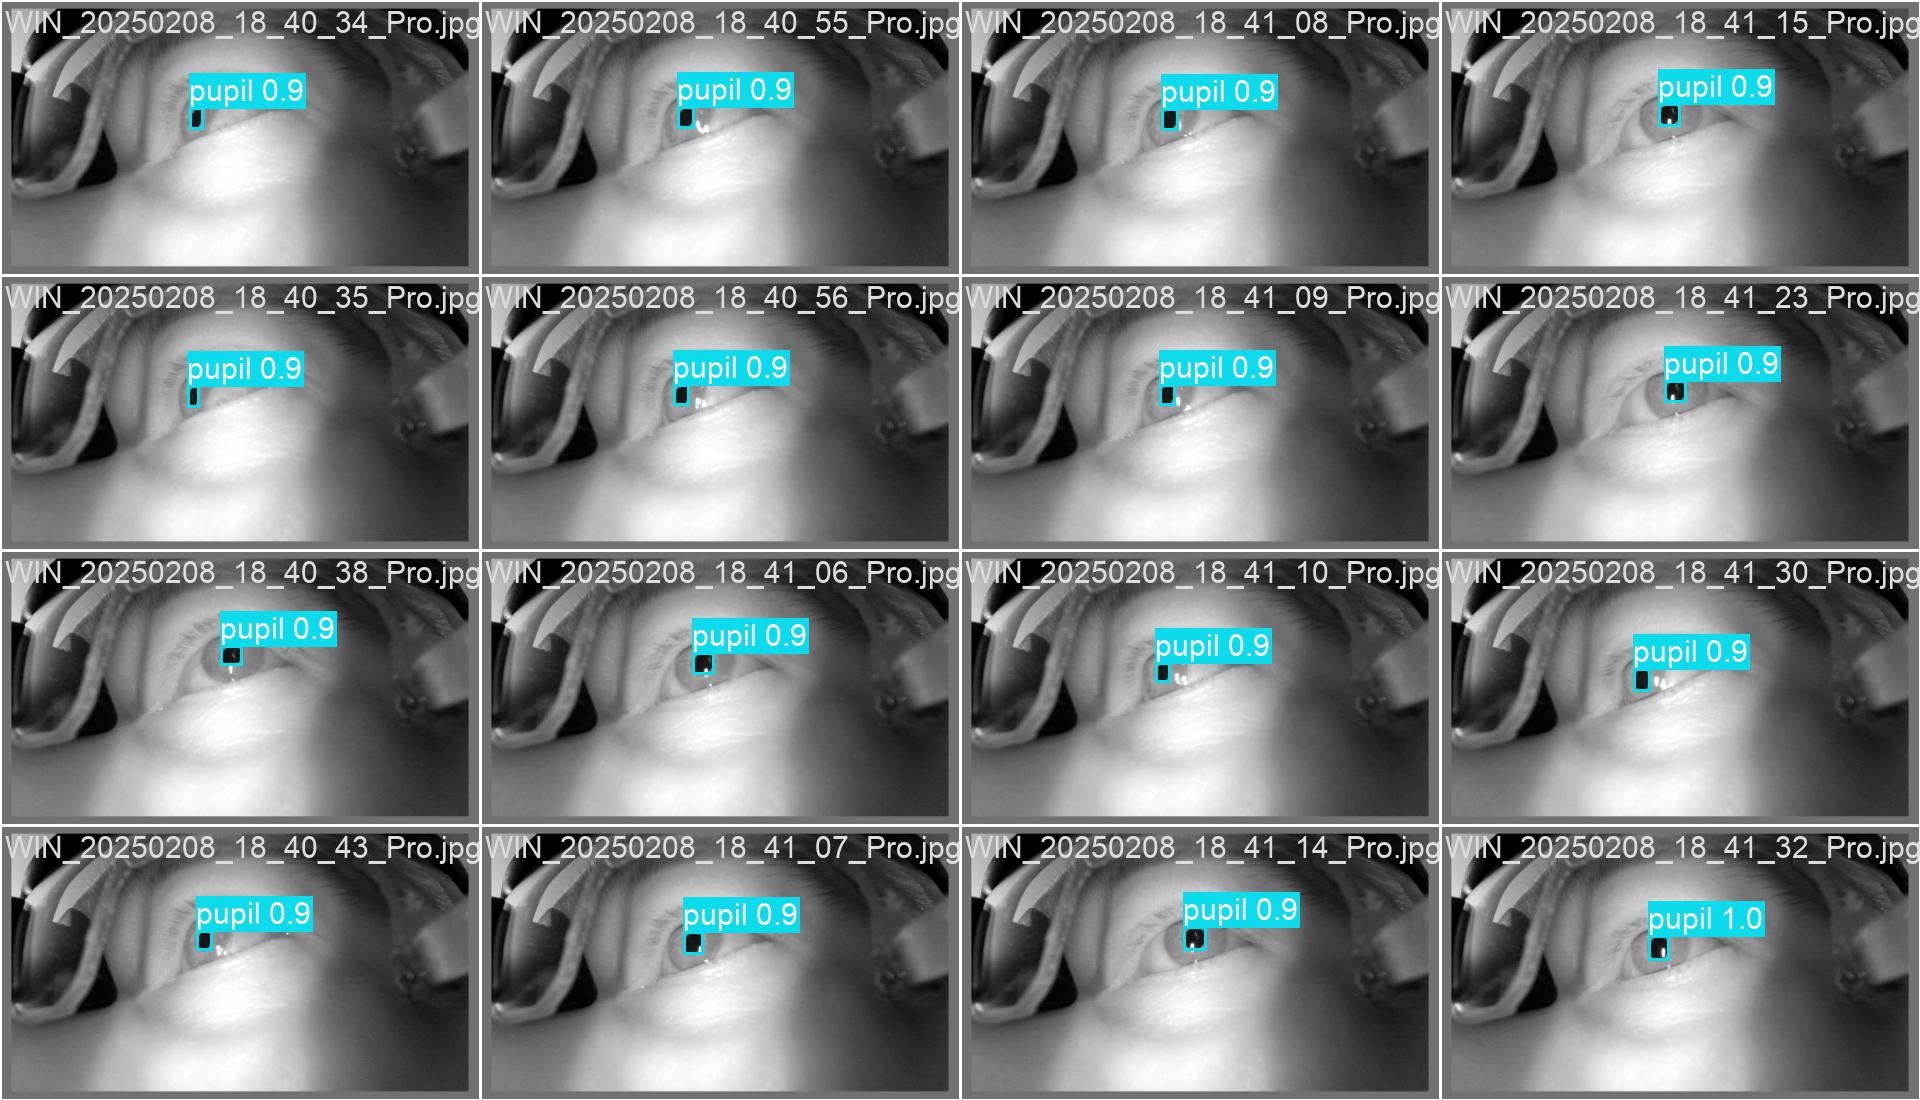 WIN_20250208_18_40_34_Pro.jpg
pupil 0.9
WIN_20250208_18_40_55_Pro.jpg
pupil 0.9
WIN_20250208_18_41_08_Pro.jpg
pupil 0.9
WIN_20250208_18_41_15_Pro.jpg
pupil 0.9
WIN_20250208_18_40_35_Pro.jpg
pupil 0.9
WIN_20250208_18_40_56_Pro.jpg
pupil 0.9
WIN_20250208_18_41_09_Pro.jpg
pupil 0.9
WIN_20250208_18_41_23_Pro.jpg
pupil 0.9
WIN_20250208_18_40_38_Pro.jpg
pupil 0.9
WIN_20250208_18_41_06_Pro.jpg
pupil 0.9
WIN_20250208_18_41_10_Pro.jpg
pupil 0.9
WIN_20250208_18_41_30_Pro.jpg
pupil 0.9
WIN_20250208_18_40_43_Pro.jpg
pupil 0.9
WIN_20250208_18_41_07_Pro.jpg
pupil 0.9
WIN_20250208_18_41_14_Pro.jpg
pupil 0.9
WIN_20250208_18_41_32_Pro.jpg
pupil 1.0